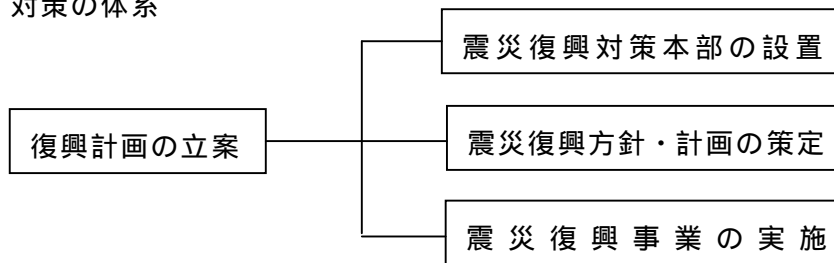 対策の体系
震災復興対策本部の設置
復興計画の立案
震災復興方針・計画の策定
震災復興事業の実施